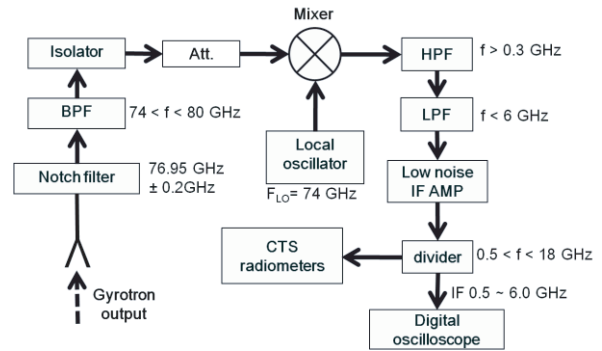 Mixer
Isolator
Att.
HPF
f > 0.3 GHz
BPF
74 < f < 80 GHz
LPF
f < 6 GHz
Local
oscillator
F_LO= 74 GHz
Notch filter
76.95 GHz
± 0.2GHz
Low noise
IF AMP
CTS
radiometers
divider
0.5 < f < 18 GHz
Gyrotron
output
IF 0.5 ~ 6.0 GHz
Digital
oscilloscope